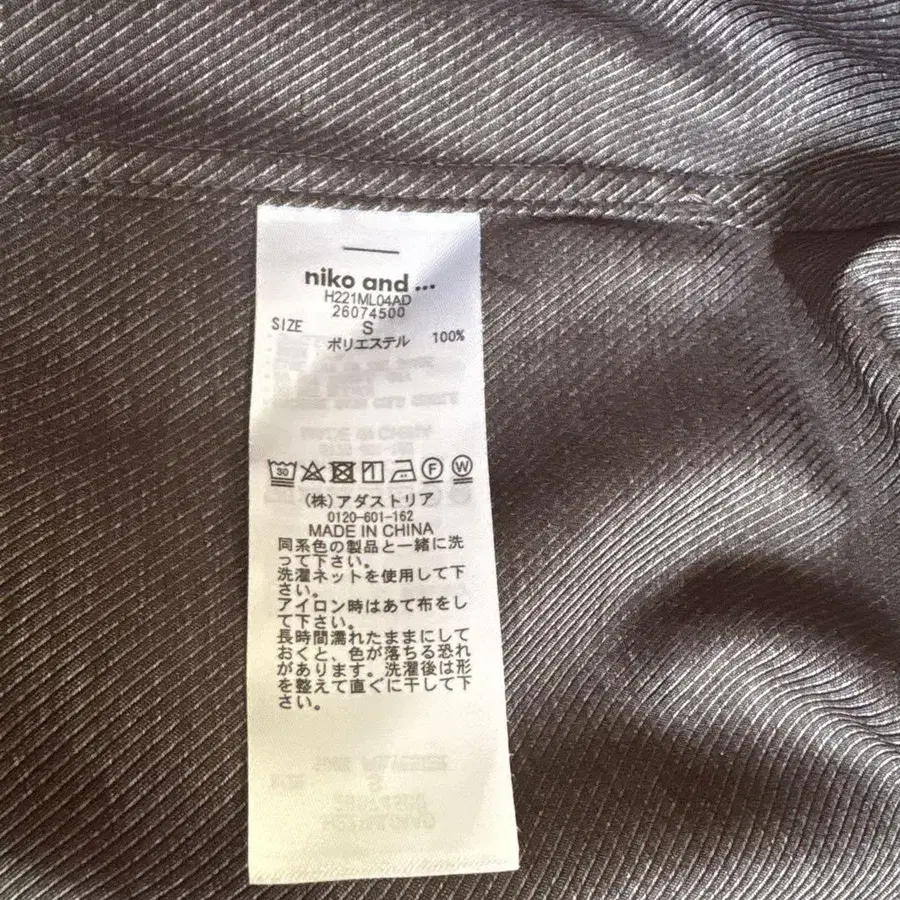 niko and ...
H221ML04AD
26074500
SIZE S
ポリエステル 100%
30
F W
(株)アダストリア
0120-601-162
MADE IN CHINA
同系色の製品と一緒に洗
って下さい。
洗濯ネットを使用して下
さい。
アイロン時はあて布をし
て下さい。
長時間濡れたままにして
おくと、色が落ちる恐れ
があります。洗濯後は形
を整えて直ぐに干して下
さい。